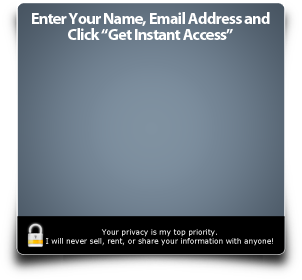 Enter Your Name, Email Address and
Click “Get Instant Access”
Your privacy is my top priority.
I will never sell, rent, or share your information with anyone!